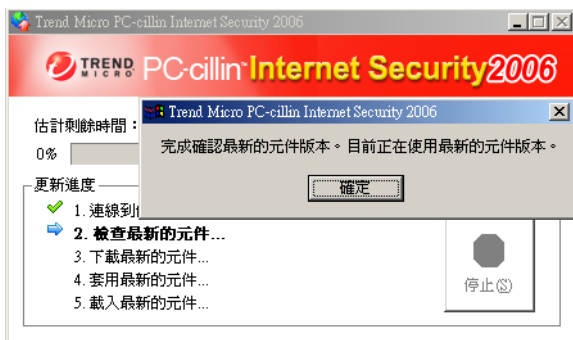 Trend Micro PC-cillin Internet Security 2006
TREND MICRO PC-cillin Internet Security 2006
估計剩餘時間：
Trend Micro PC-cillin Internet Security 2006
完成確認最新的元件版本。目前正在使用最新的元件版本。
確定
0%
更新進度
1. 連線到
2. 檢查最新的元件...
3. 下載最新的元件...
4. 套用最新的元件...
5. 載入最新的元件...
停止(S)